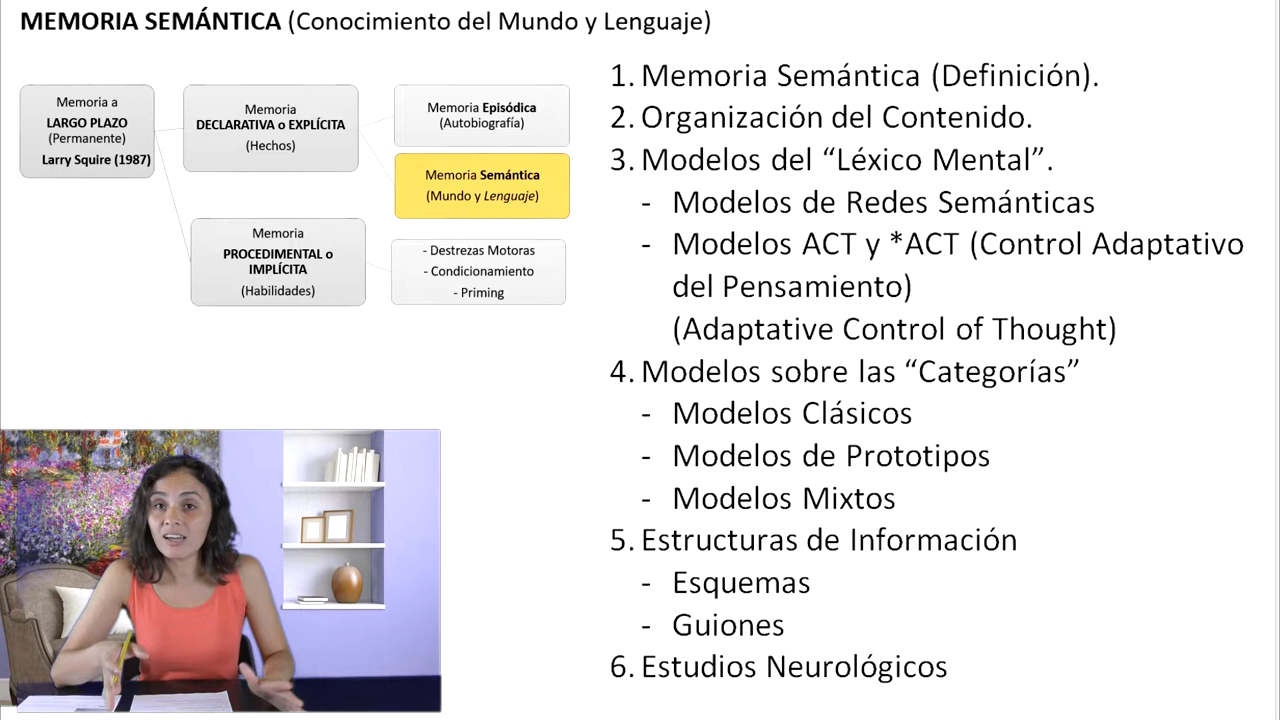 MEMORIA SEMÁNTICA (Conocimiento del Mundo y Lenguaje)
Memoria a
LARGO PLAZO
(Permanente)
Larry Squire (1987)
Memoria
DECLARATIVA o EXPLÍCITA
(Hechos)
Memoria Episódica
(Autobiografía)
Memoria Semántica
(Mundo y Lenguaje)
Memoria
PROCEDIMENTAL o
IMPLÍCITA
(Habilidades)
- Destrezas Motoras
- Condicionamiento
- Priming
1. Memoria Semántica (Definición).
2. Organización del Contenido.
3. Modelos del “Léxico Mental”.
- Modelos de Redes Semánticas
- Modelos ACT y *ACT (Control Adaptativo
del Pensamiento)
(Adaptative Control of Thought)
4. Modelos sobre las “Categorías”
- Modelos Clásicos
- Modelos de Prototipos
- Modelos Mixtos
5. Estructuras de Información
- Esquemas
- Guiones
6. Estudios Neurológicos